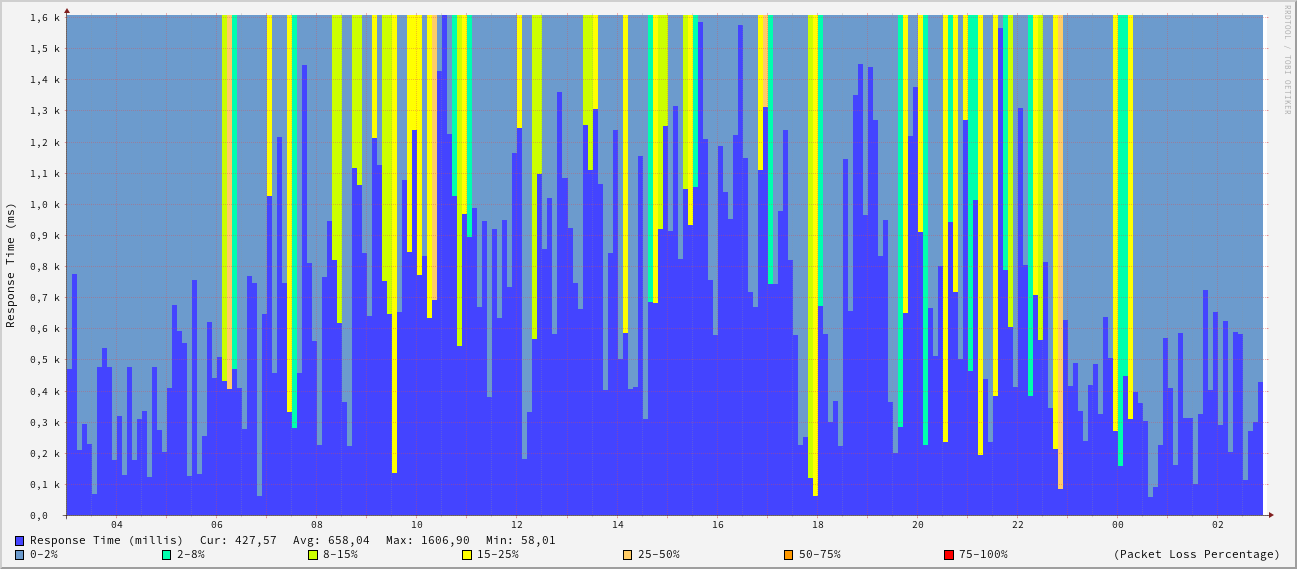 1,6 k
1,5 k
1,4 k
1,3 k
1,2 k
1,1 k
1,0 k
0,9 k
0,8 k
0,7 k
0,6 k
0,5 k
0,4 k
0,3 k
0,2 k
0,1 k
0,0
Response Time (ms)
RRDTOOL / TOBI OETIKER
04 06 08 10 12 14 16 18 20 22 00 02
Response Time (millis) Cur: 427,57 Avg: 658,04 Max: 1606,90 Min: 58,01
0-2% 2-8% 8-15% 15-25% 25-50% 50-75% 75-100% (Packet Loss Percentage)